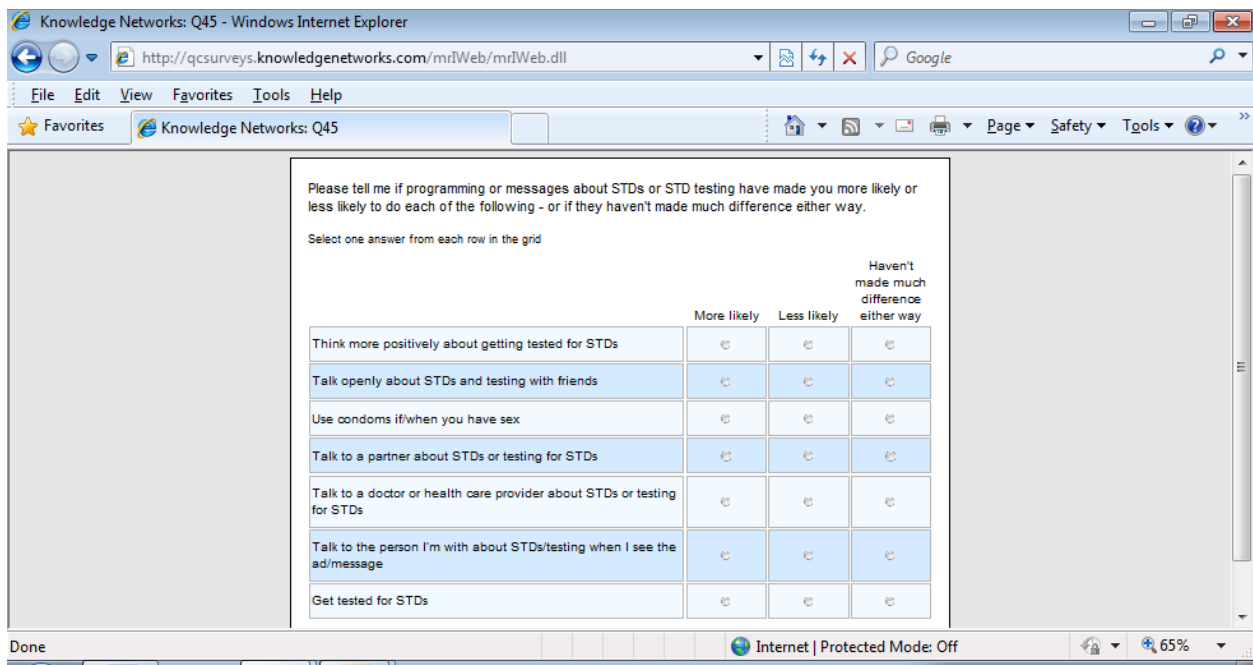 Knowledge Networks: Q45 - Windows Internet Explorer
http://qcsurveys.knowledgenetworks.com/mrIWeb/mrIWeb.dll
Google
File Edit View Favorites Tools Help
Favorites
Knowledge Networks: Q45
Page Safety Tools
Please tell me if programming or messages about STDs or STD testing have made you more likely or
less likely to do each of the following - or if they haven't made much difference either way.
Select one answer from each row in the grid
Haven't
made much
difference
More likely Less likely either way
Think more positively about getting tested for STDs
Talk openly about STDs and testing with friends
Use condoms if/when you have sex
Talk to a partner about STDs or testing for STDs
Talk to a doctor or health care provider about STDs or testing
for STDs
Talk to the person I'm with about STDs/testing when I see the
ad/message
Get tested for STDs
Done
Internet | Protected Mode: Off
65%